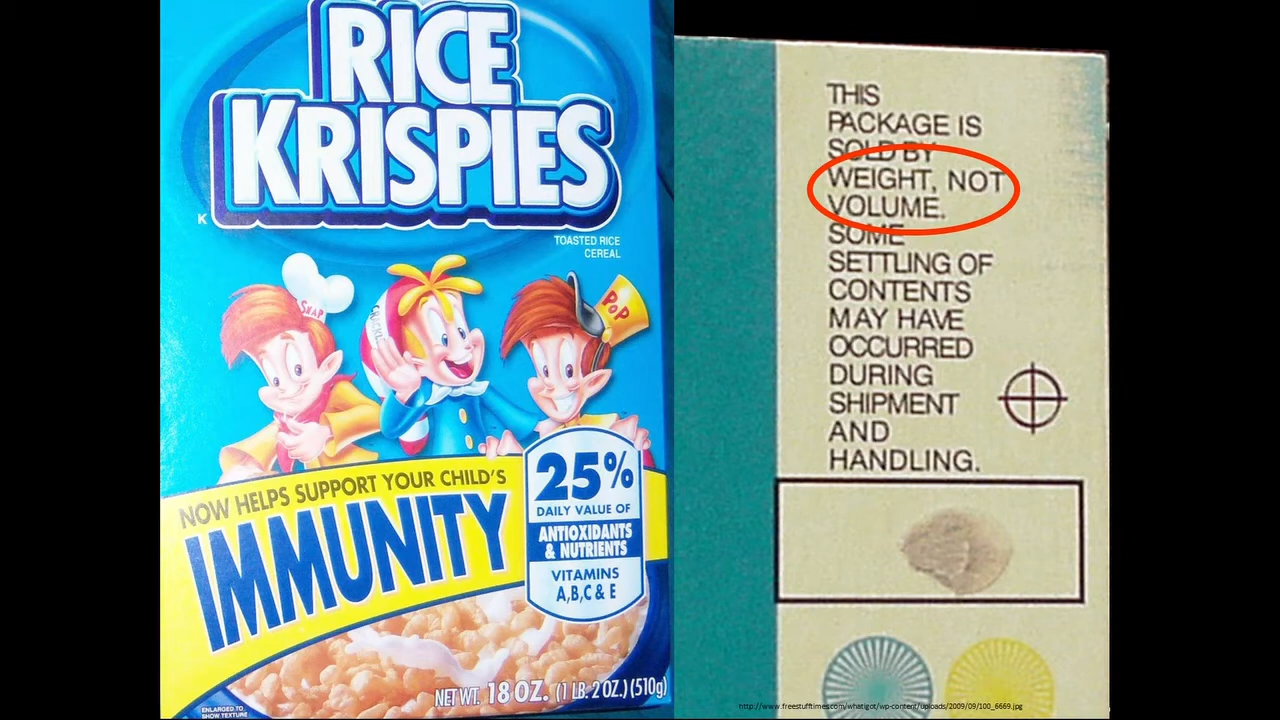 RICE
KRISPIES
K
TOASTED RICE
CEREAL
SNAP
CRACKLE
POP
NOW HELPS SUPPORT YOUR CHILD'S
IMMUNITY
25%
DAILY VALUE OF
ANTIOXIDANTS
& NUTRIENTS
VITAMINS
A,B,C & E
NET WT. 18 OZ. (1 LB. 2 OZ.) (510g)
ENLARGED TO
SHOW TEXTURE
THIS
PACKAGE IS
SOLD BY
WEIGHT, NOT
VOLUME.
SOME
SETTLING OF
CONTENTS
MAY HAVE
OCCURRED
DURING
SHIPMENT
AND
HANDLING.
http://www.freestufftimes.com/whatigot/wp-content/uploads/2009/09/100_6669.jpg